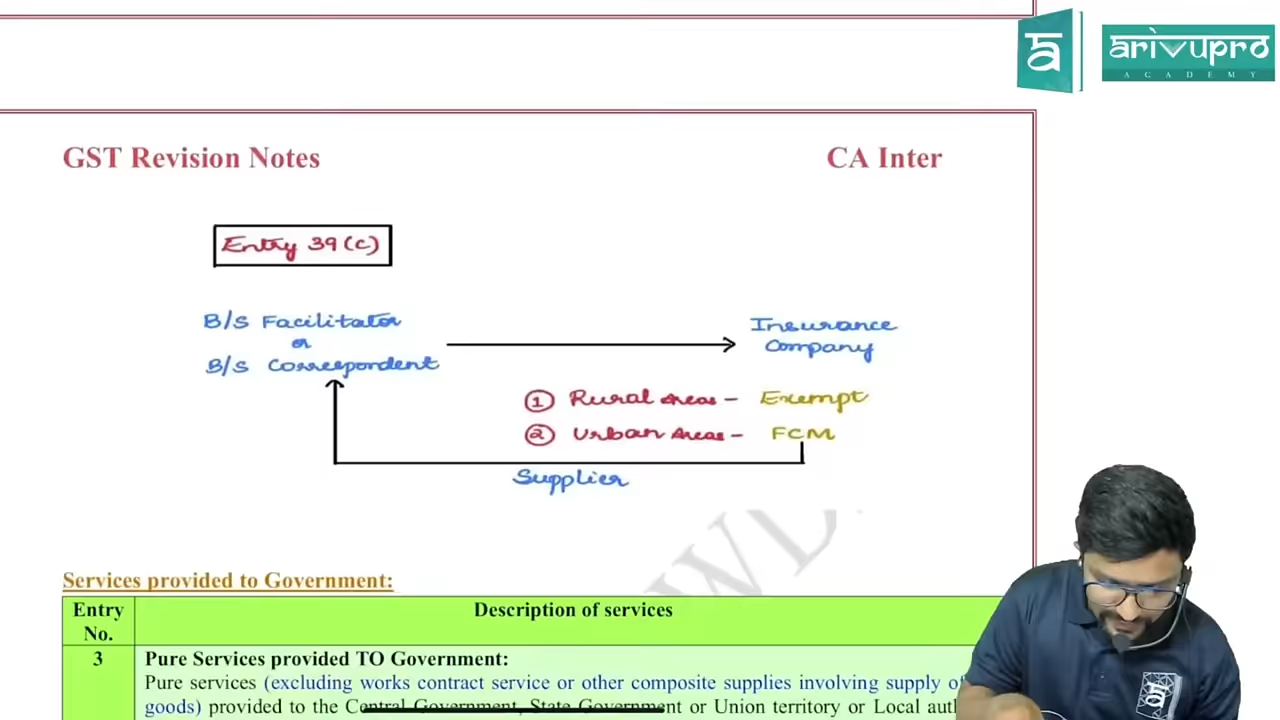 arivupro
ACADEMY
GST Revision Notes
CA Inter
Entry 39(c)
B/S Facilitator
or
B/S Correspondent
Insurance
Company
① Rural Areas - Exempt
② Urban Areas - FCM
Supplier
Services provided to Government:
Entry No.
Description of services
3
Pure Services provided TO Government:
Pure services (excluding works contract service or other composite supplies involving supply of
goods) provided to the Central Government, State Government or Union territory or Local